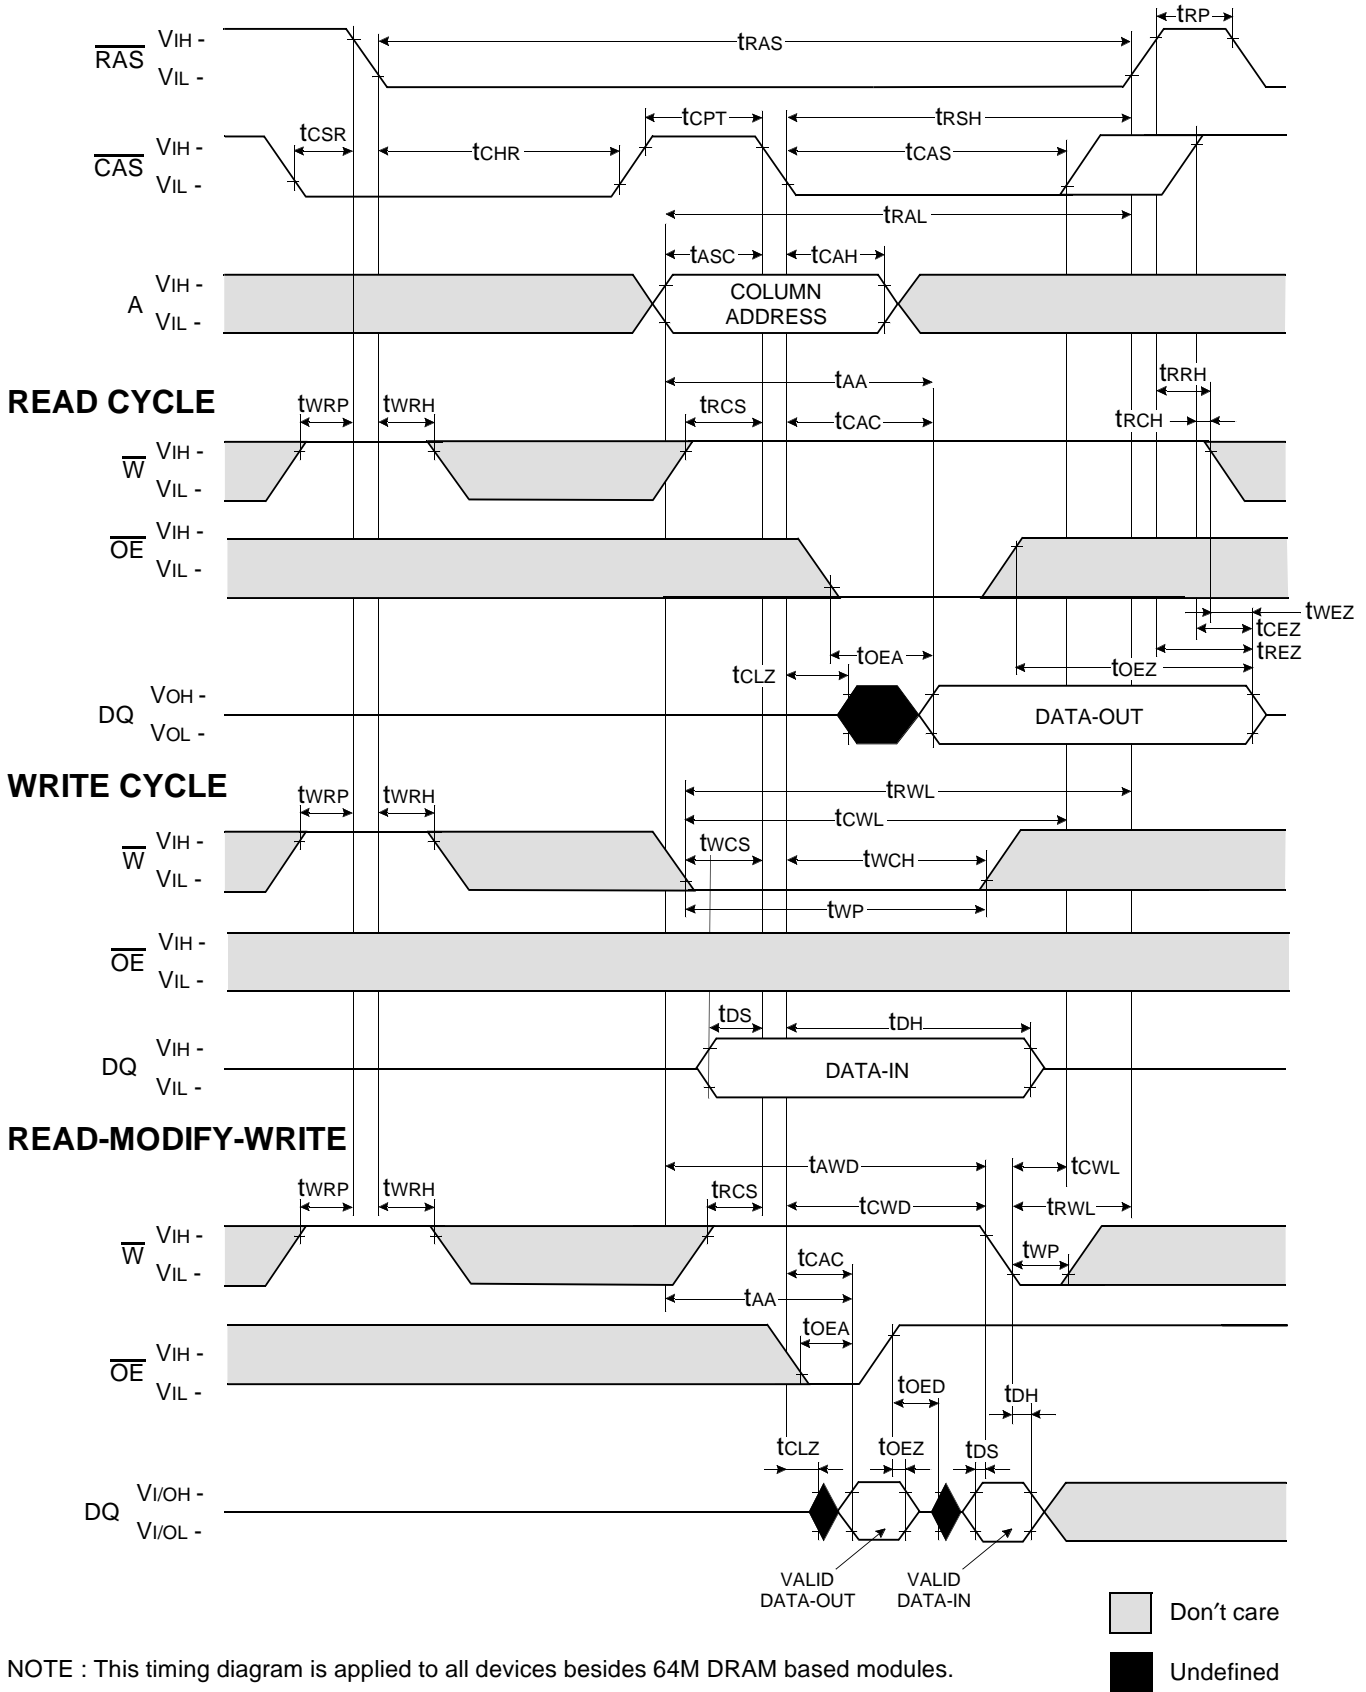 tRP
RAS VIH -
VIL -
tRAS
tCPT tRSH
tCSR tCHR tCAS
CAS VIH -
VIL -
tRAL
tASC tCAH
A VIH -
VIL -
COLUMN
ADDRESS
tAA tRRH
READ CYCLE
tWRP tWRH tRCS tCAC tRCH
W VIH -
VIL -
OE VIH -
VIL -
tWEZ
tCEZ
tREZ
tOEA tOEZ
tCLZ
DQ VOH -
VOL -
DATA-OUT
WRITE CYCLE
tWRP tWRH tRWL
tCWL
tWCS tWCH
W VIH -
VIL -
tWP
OE VIH -
VIL -
tDS tDH
DQ VIH -
VIL -
DATA-IN
READ-MODIFY-WRITE
tAWD tCWL
tWRP tWRH tRCS tCWD tRWL
W VIH -
VIL -
tWP
tCAC
tAA
tOEA
OE VIH -
VIL -
tOED tDH
tCLZ tOEZ tDS
DQ VI/OH -
VI/OL -
VALID
DATA-OUT
VALID
DATA-IN
Don't care
NOTE : This timing diagram is applied to all devices besides 64M DRAM based modules.
Undefined